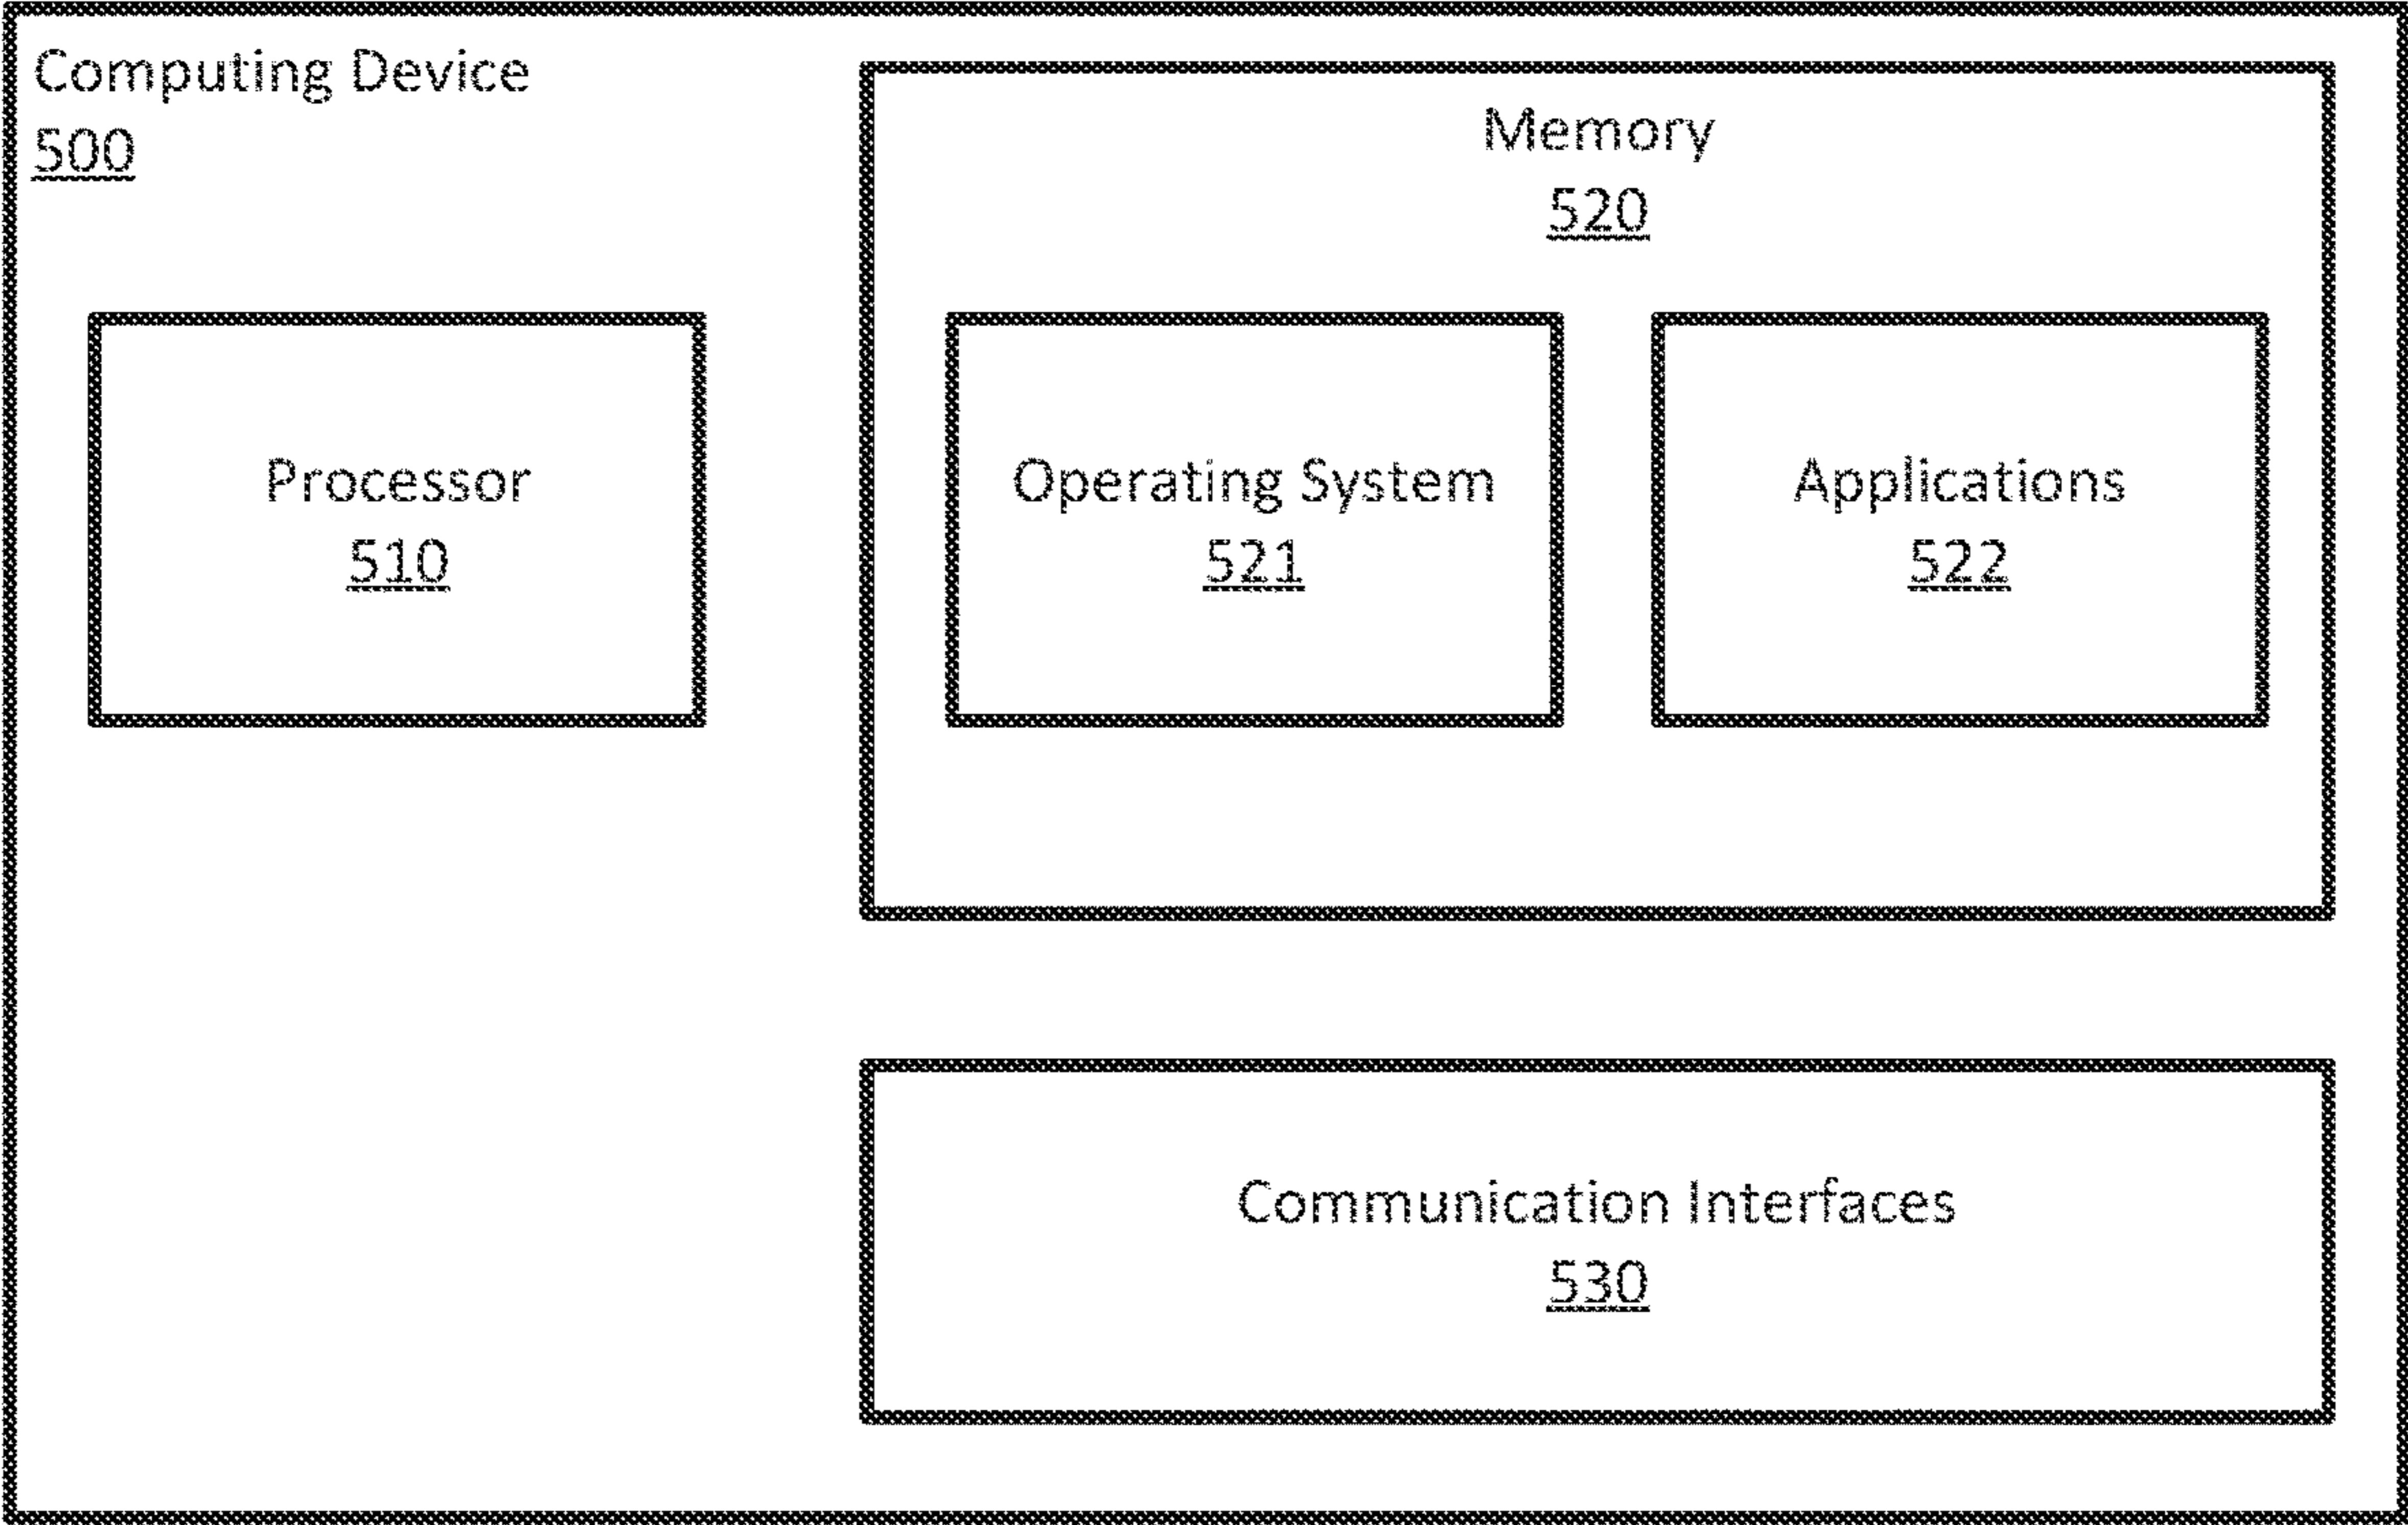 Computing Device
500
Memory
520
Processor
510
Operating System
521
Applications
522
Communication Interfaces
530